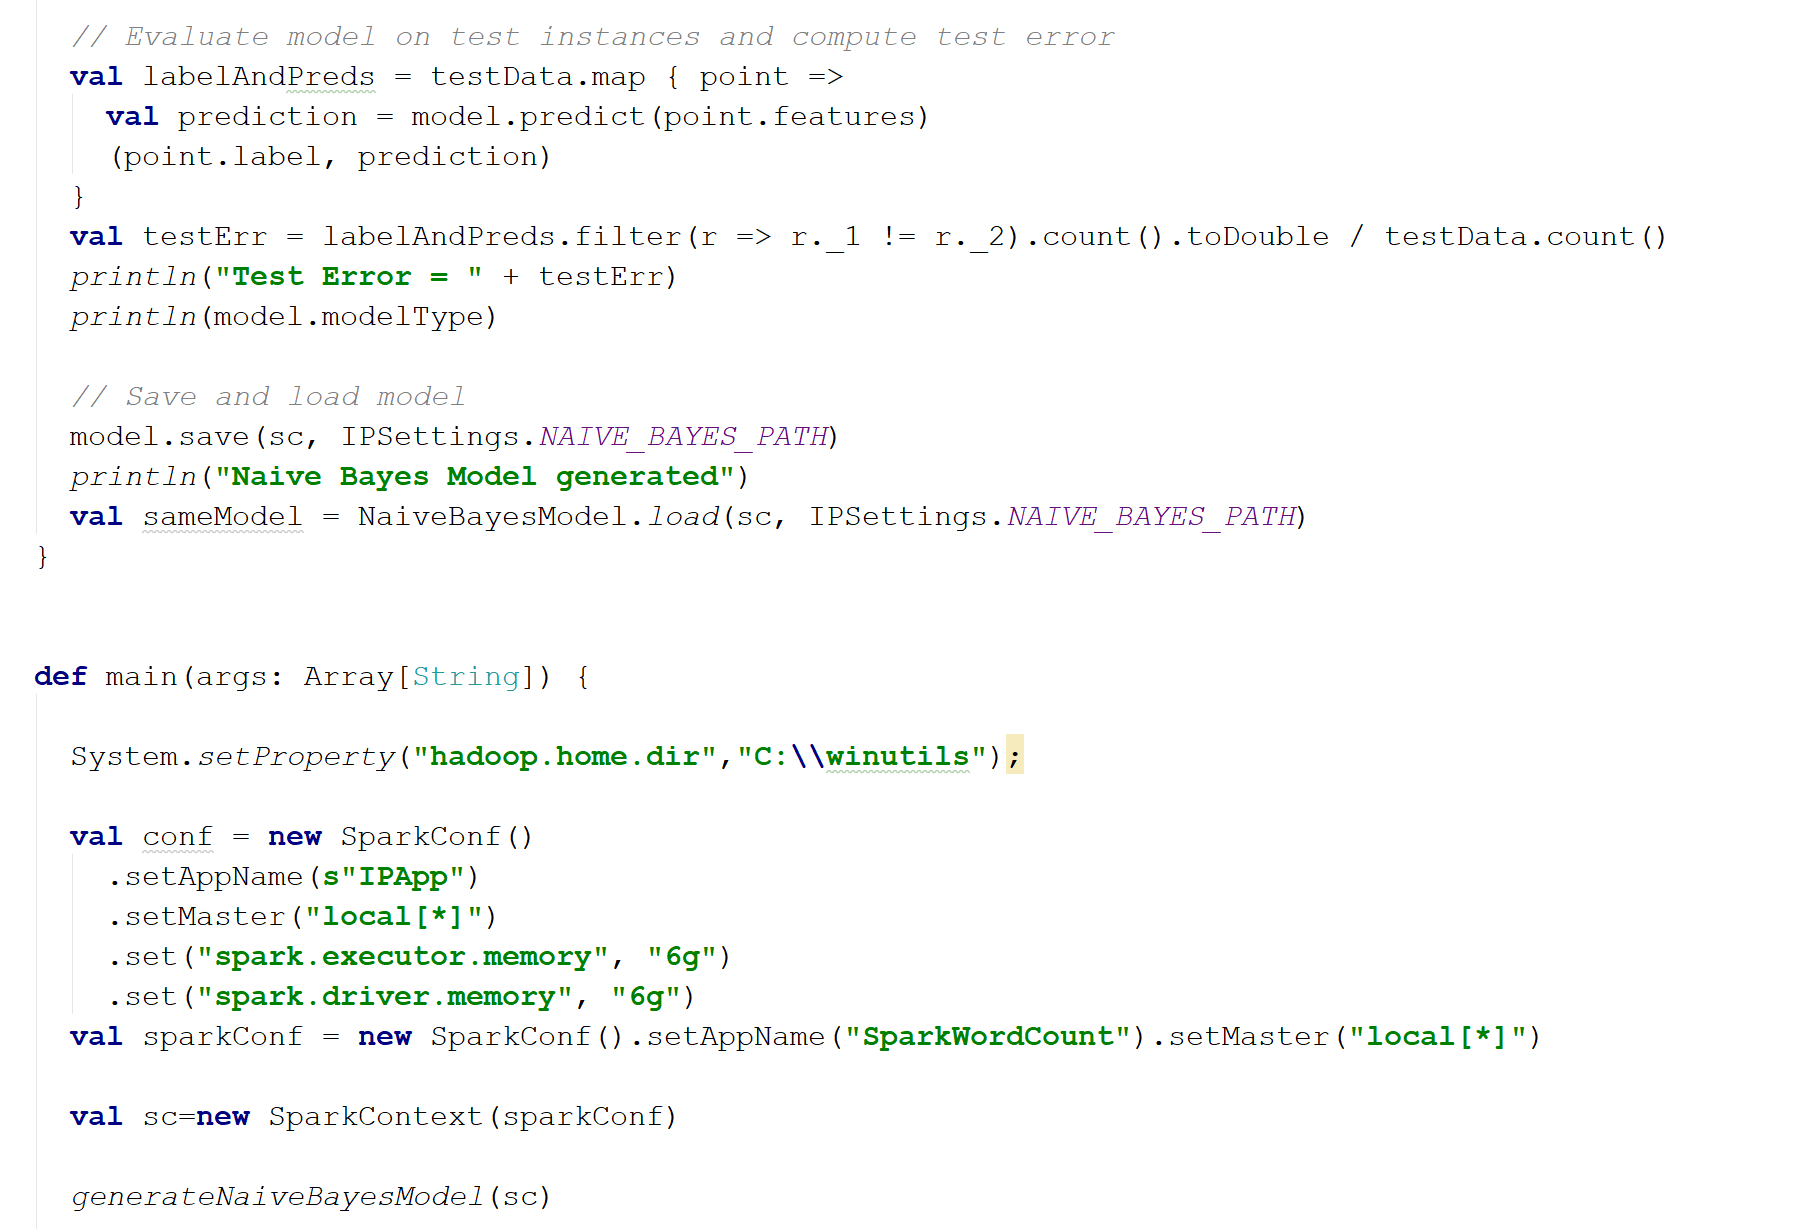 // Evaluate model on test instances and compute test error
val labelAndPreds = testData.map { point =>
val prediction = model.predict(point.features)
(point.label, prediction)
}
val testErr = labelAndPreds.filter(r => r._1 != r._2).count().toDouble / testData.count()
println("Test Error = " + testErr)
println(model.modelType)
// Save and load model
model.save(sc, IPSettings.NAIVE_BAYES_PATH)
println("Naive Bayes Model generated")
val sameModel = NaiveBayesModel.load(sc, IPSettings.NAIVE_BAYES_PATH)
}
def main(args: Array[String]) {
System.setProperty("hadoop.home.dir","C:\\winutils");
val conf = new SparkConf()
.setAppName(s"IPApp")
.setMaster("local[*]")
.set("spark.executor.memory", "6g")
.set("spark.driver.memory", "6g")
val sparkConf = new SparkConf().setAppName("SparkWordCount").setMaster("local[*]")
val sc=new SparkContext(sparkConf)
generateNaiveBayesModel(sc)